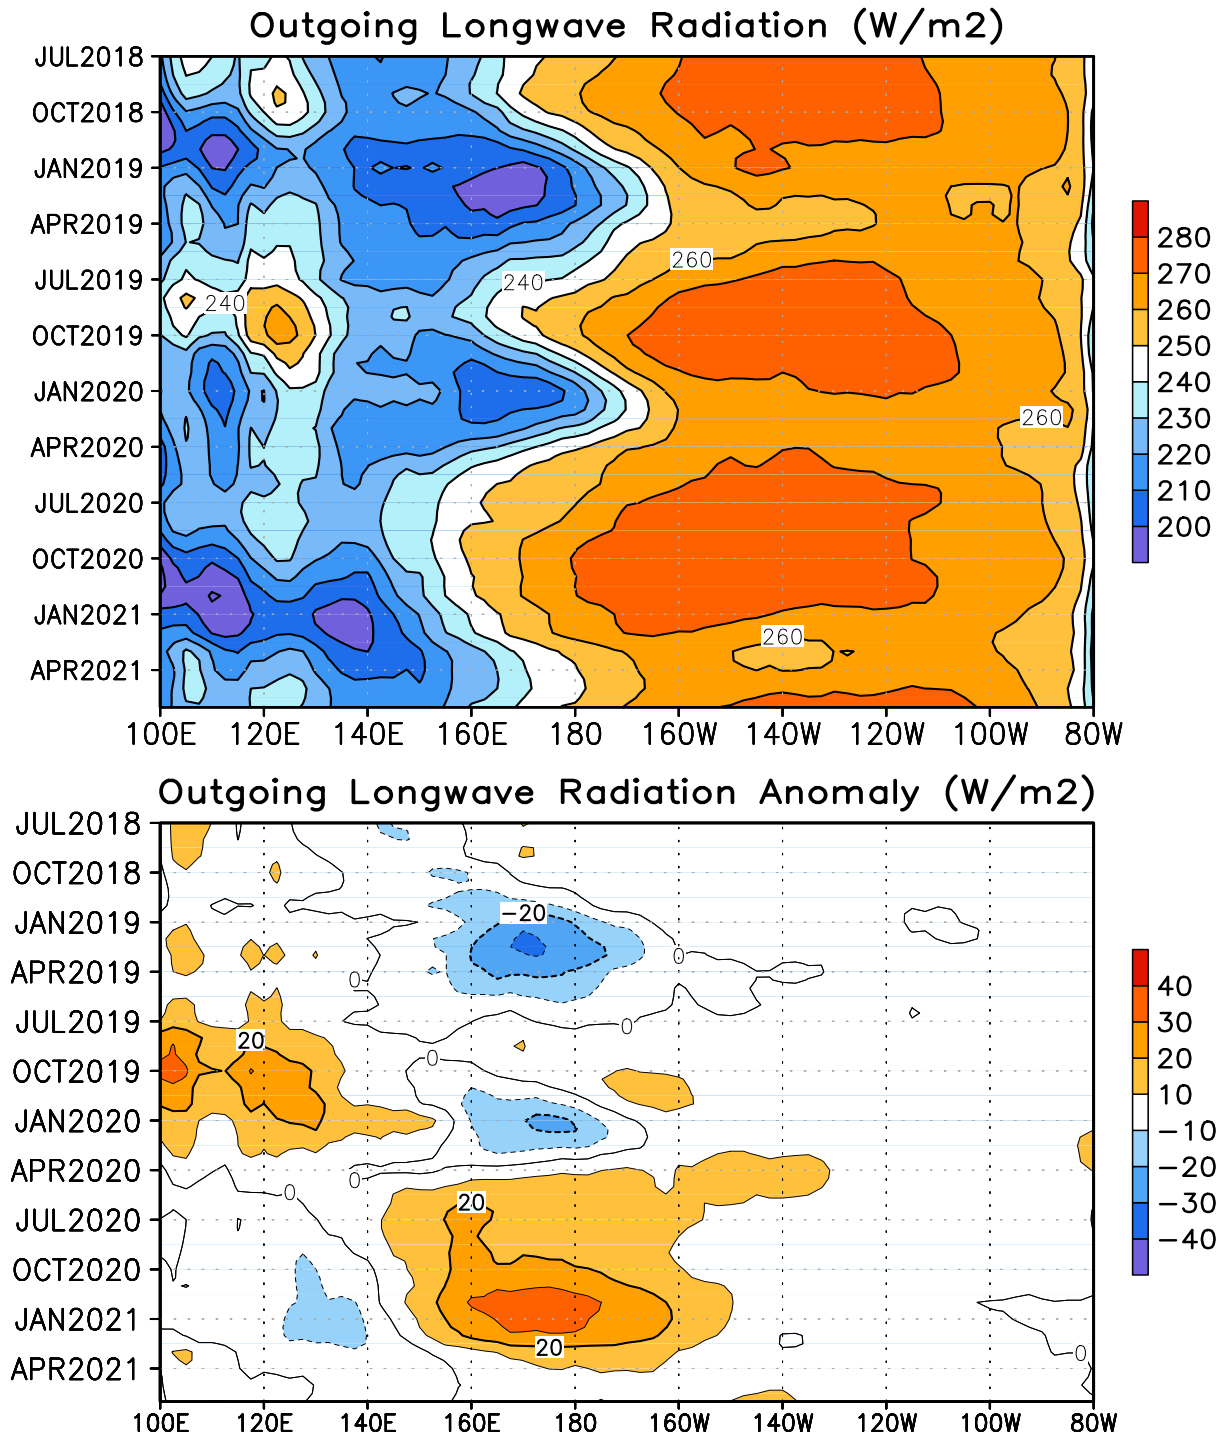 Outgoing Longwave Radiation (W/m2)
JUL2018
OCT2018
JAN2019
APR2019
JUL2019
OCT2019
JAN2020
APR2020
JUL2020
OCT2020
JAN2021
APR2021
260
240
240
260
260
100E 120E 140E 160E 180 160W 140W 120W 100W 80W
280
270
260
250
240
230
220
210
200
Outgoing Longwave Radiation Anomaly (W/m2)
JUL2018
OCT2018
JAN2019
APR2019
JUL2019
OCT2019
JAN2020
APR2020
JUL2020
OCT2020
JAN2021
APR2021
-20
0
0
0
20
0
0
0
20
20
0
100E 120E 140E 160E 180 160W 140W 120W 100W 80W
40
30
20
10
-10
-20
-30
-40